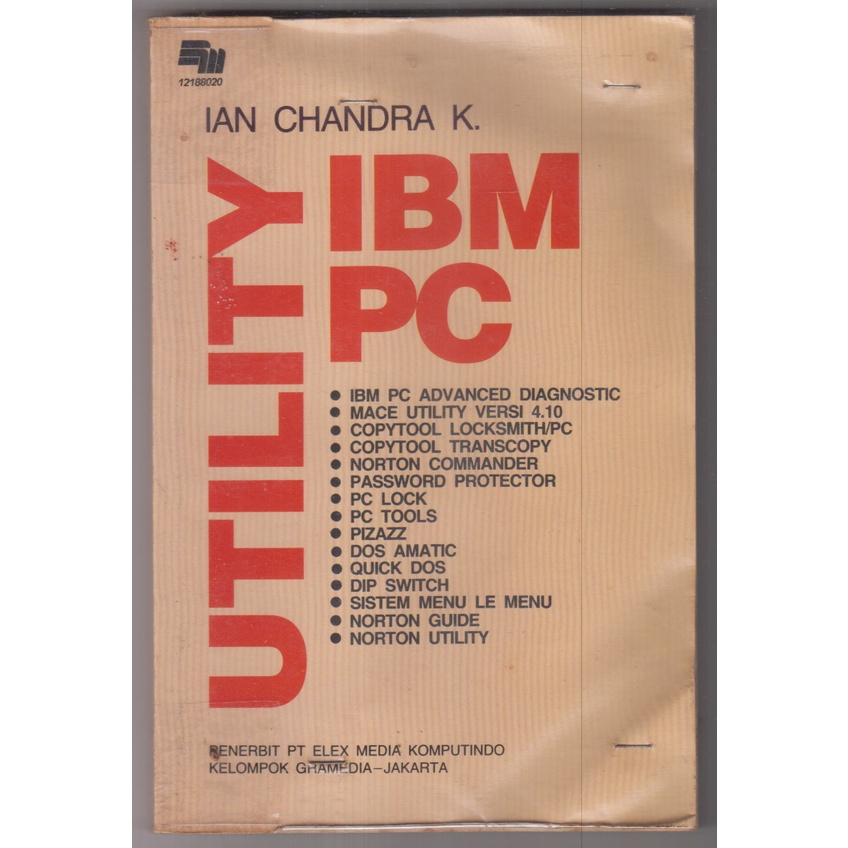 12188020
IAN CHANDRA K.
UTILITY
IBM
PC
● IBM PC ADVANCED DIAGNOSTIC
● MACE UTILITY VERSI 4.10
● COPYTOOL LOCKSMITH/PC
● COPYTOOL TRANSCOPY
● NORTON COMMANDER
● PASSWORD PROTECTOR
● PC LOCK
● PC TOOLS
● PIZAZZ
● DOS AMATIC
● QUICK DOS
● DIP SWITCH
● SISTEM MENU LE MENU
● NORTON GUIDE
● NORTON UTILITY
PENERBIT PT ELEX MEDIA KOMPUTINDO
KELOMPOK GRAMEDIA–JAKARTA